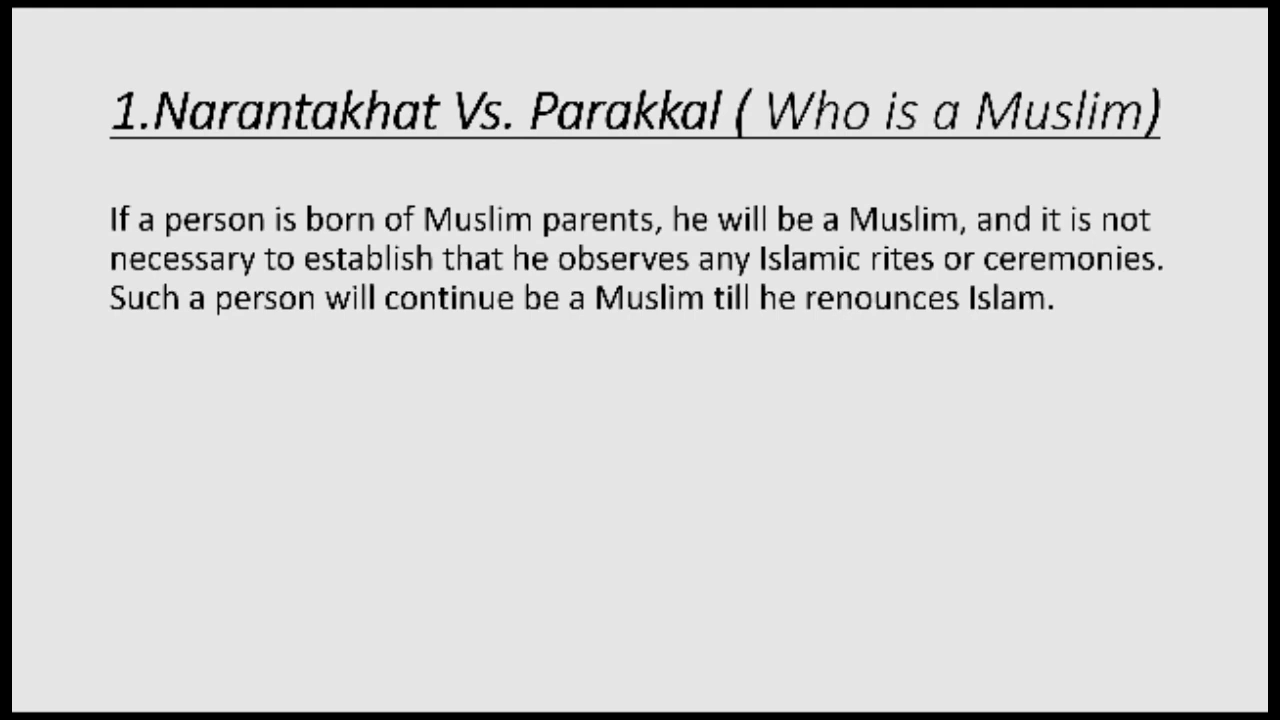 1.Narantakhat Vs. Parakkal ( Who is a Muslim)
If a person is born of Muslim parents, he will be a Muslim, and it is not
necessary to establish that he observes any Islamic rites or ceremonies.
Such a person will continue be a Muslim till he renounces Islam.